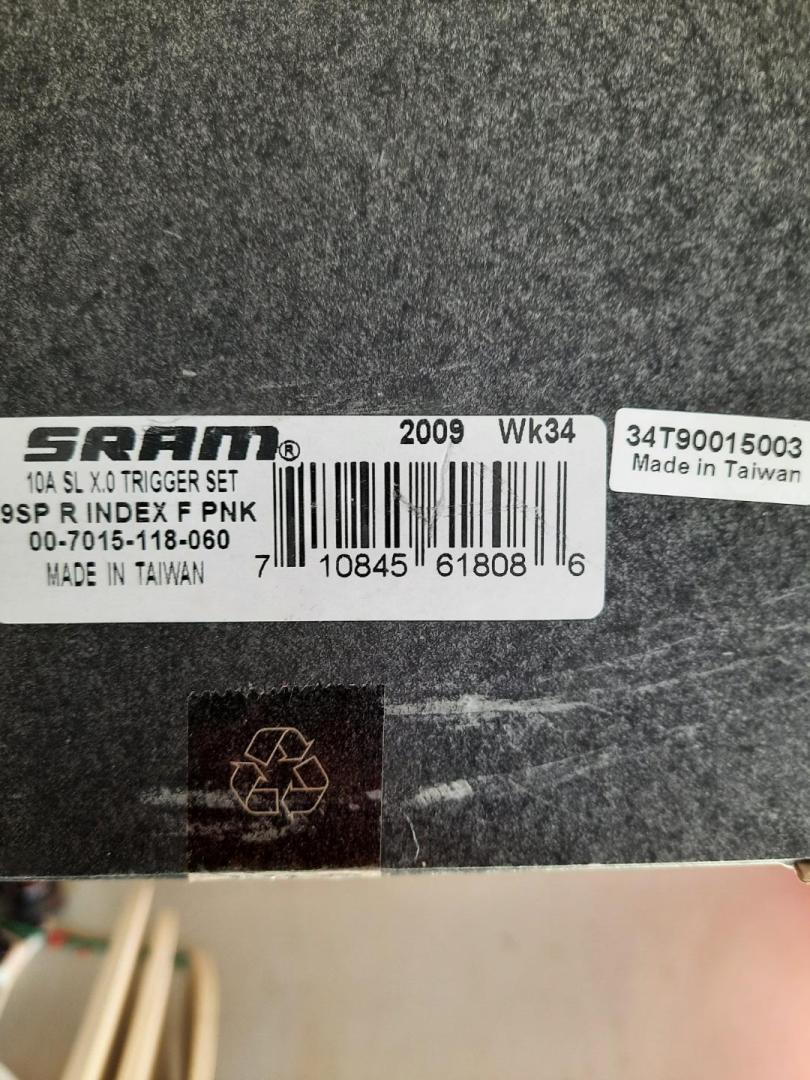 SRAM®
2009 Wk34
10A SL X.0 TRIGGER SET
9SP R INDEX F PNK
00-7015-118-060
MADE IN TAIWAN
7 10845 61808 6
34T90015003
Made in Taiwan